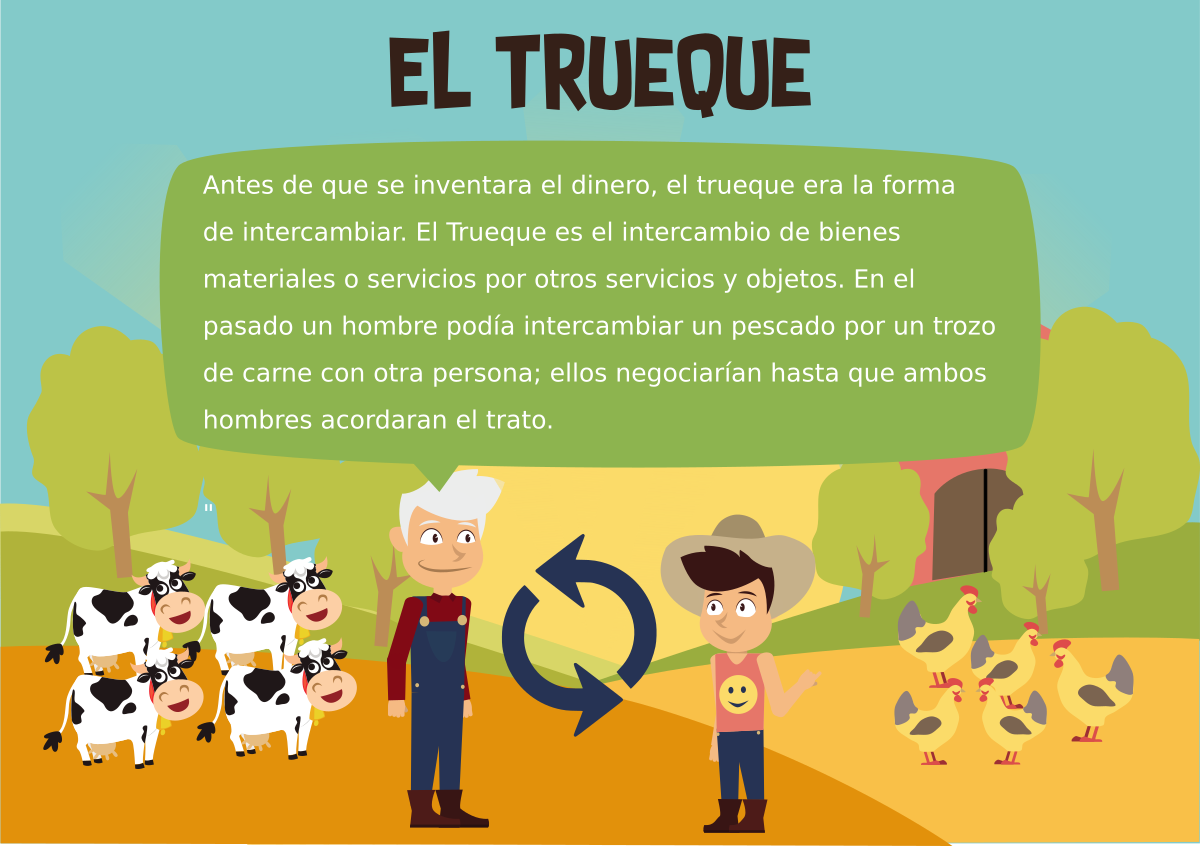 EL TRUEQUE
Antes de que se inventara el dinero, el trueque era la forma
de intercambiar. El Trueque es el intercambio de bienes
materiales o servicios por otros servicios y objetos. En el
pasado un hombre podía intercambiar un pescado por un trozo
de carne con otra persona; ellos negociarían hasta que ambos
hombres acordaran el trato.
"